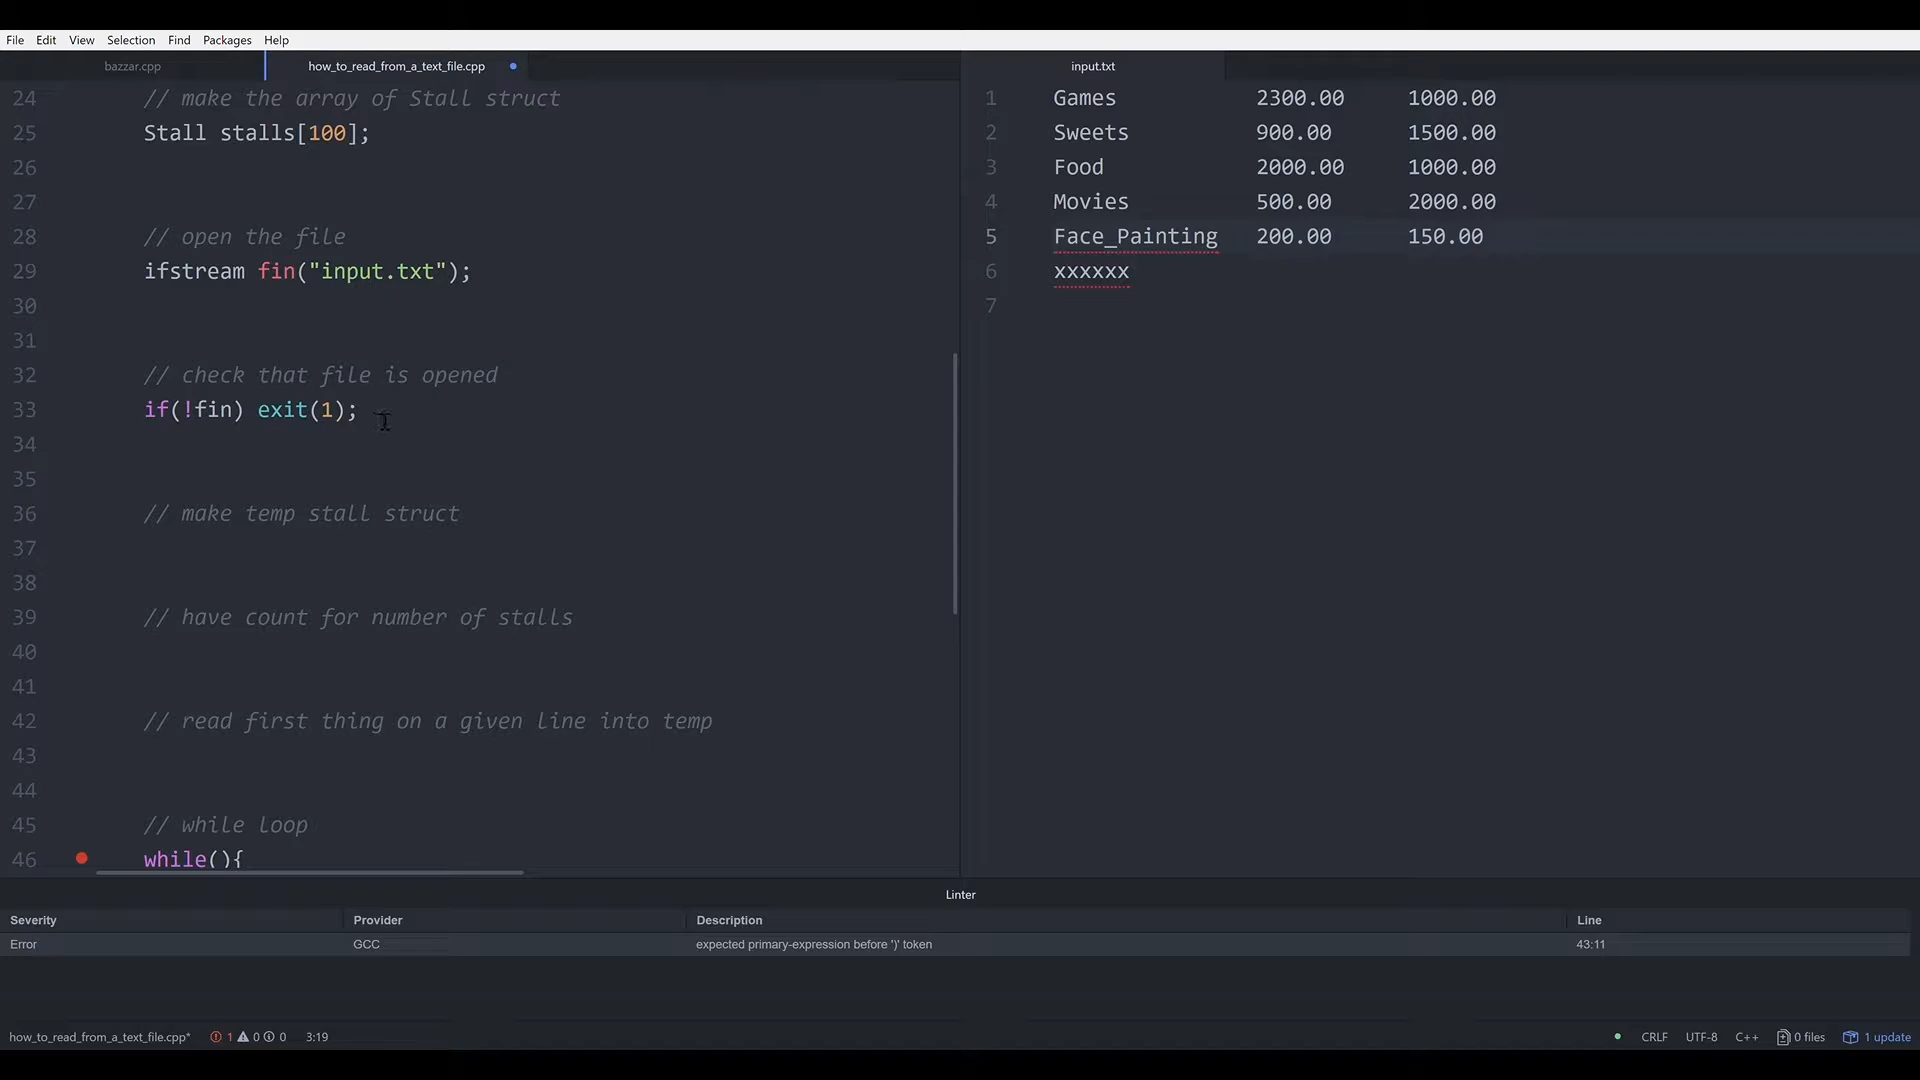 File Edit View Selection Find Packages Help
bazzar.cpp how_to_read_from_a_text_file.cpp
24 // make the array of Stall struct
25 Stall stalls[100];
26
27
28 // open the file
29 ifstream fin("input.txt");
30
31
32 // check that file is opened
33 if(!fin) exit(1);
34
35
36 // make temp stall struct
37
38
39 // have count for number of stalls
40
41
42 // read first thing on a given line into temp
43
44
45 // while loop
46 while(){
input.txt
1 Games 2300.00 1000.00
2 Sweets 900.00 1500.00
3 Food 2000.00 1000.00
4 Movies 500.00 2000.00
5 Face_Painting 200.00 150.00
6 xxxxxx
7
Linter
Severity Provider Description Line
Error GCC expected primary-expression before ')' token 43:11
how_to_read_from_a_text_file.cpp* 1 0 0 3:19 CRLF UTF-8 C++ 0 files 1 update